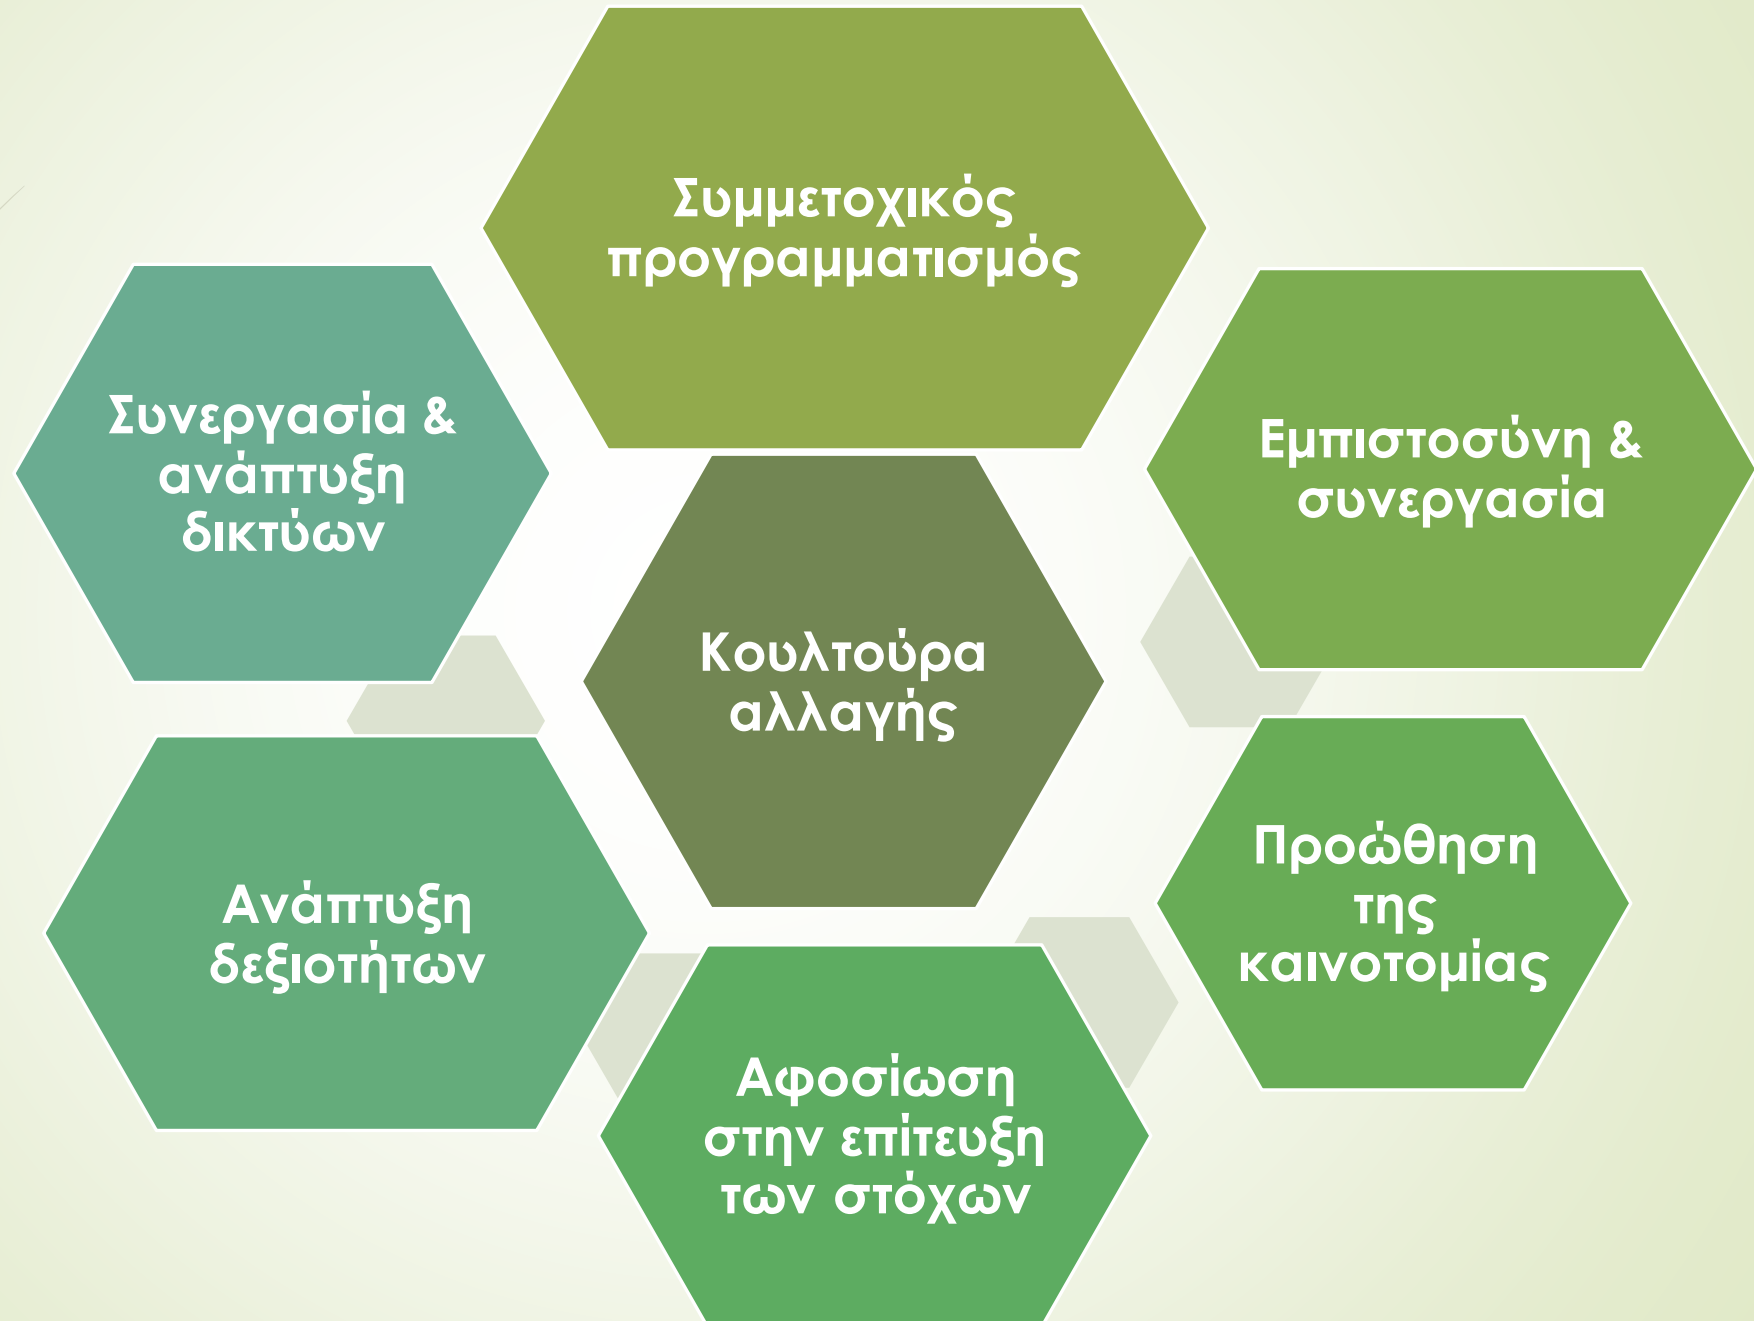 Συμμετοχικός
προγραμματισμός
Συνεργασία &
ανάπτυξη
δικτύων
Εμπιστοσύνη &
συνεργασία
Κουλτούρα
αλλαγής
Ανάπτυξη
δεξιοτήτων
Προώθηση
της
καινοτομίας
Αφοσίωση
στην επίτευξη
των στόχων